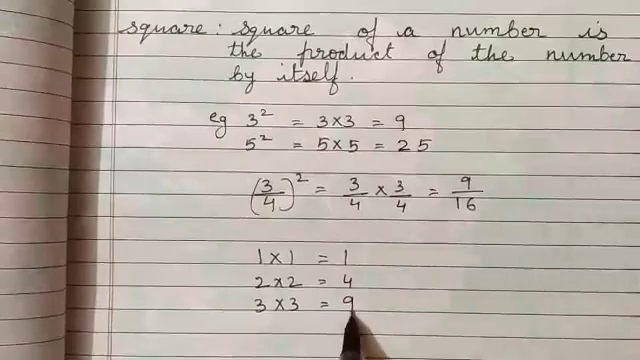 square: square of a number is
the product of the number
by itself.
eg 3² = 3×3 = 9
5² = 5×5 = 25
(3/4)² = 3/4 × 3/4 = 9/16
1×1 = 1
2×2 = 4
3×3 = 9